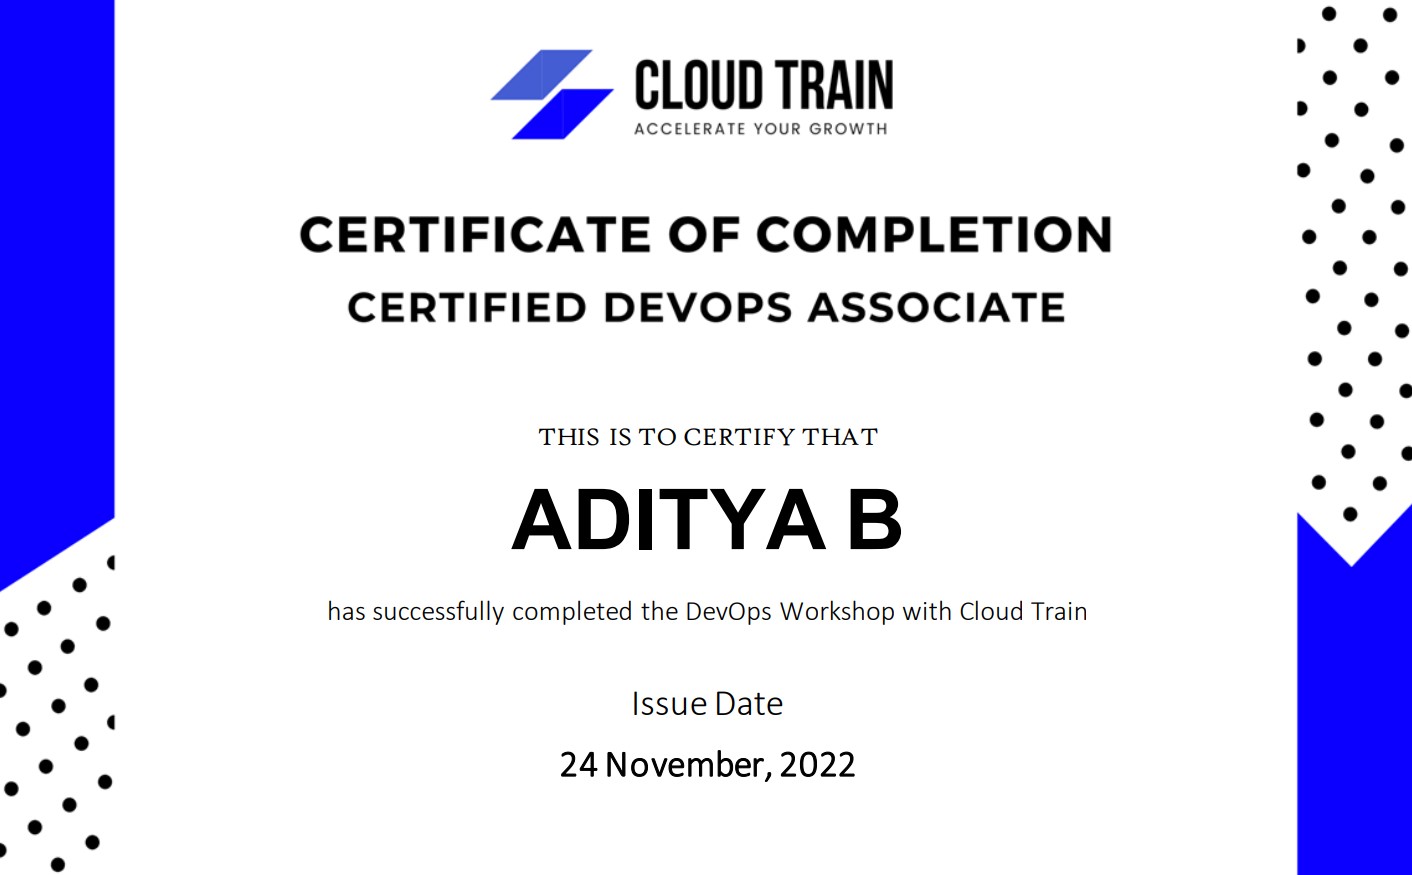 CLOUD TRAIN
ACCELERATE YOUR GROWTH
CERTIFICATE OF COMPLETION
CERTIFIED DEVOPS ASSOCIATE
THIS IS TO CERTIFY THAT
ADITYA B
has successfully completed the DevOps Workshop with Cloud Train
Issue Date
24 November, 2022